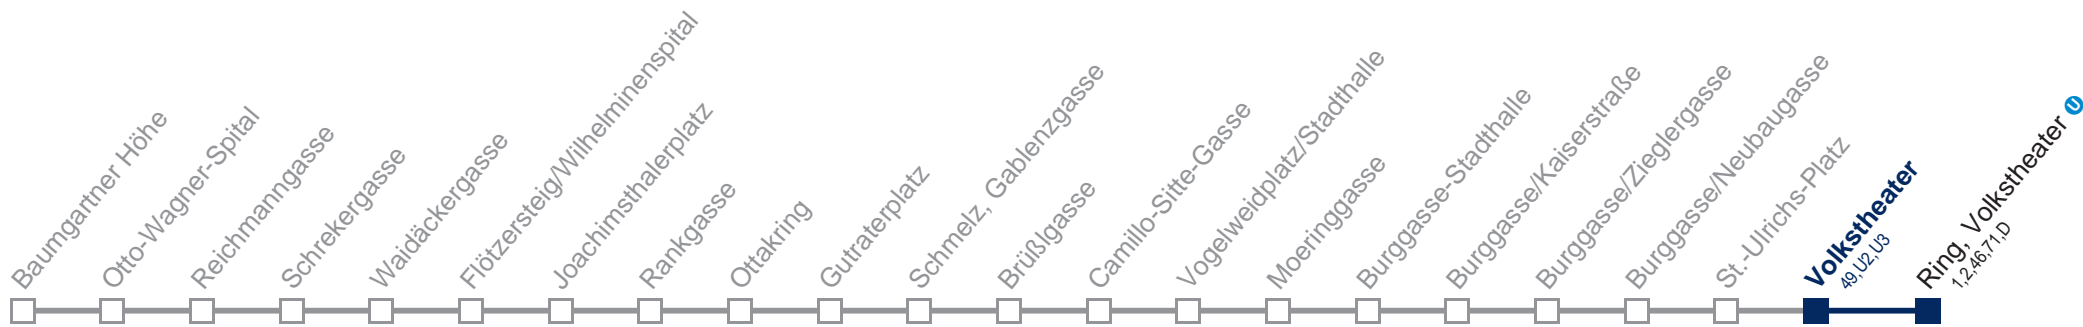 Baumgartner Höhe
Otto-Wagner-Spital
Reichmanngasse
Schrekergasse
Waidäckergasse
Flötzersteig/Wilhelminenspital
Joachimsthalerplatz
Rankgasse
Ottakring
Gutraterplatz
Schmelz, Gablenzgasse
Brüßlgasse
Camillo-Sitte-Gasse
Vogelweidplatz/Stadthalle
Moeringgasse
Burggasse-Stadthalle
Burggasse/Kaiserstraße
Burggasse/Zieglergasse
Burggasse/Neubaugasse
St.-Ulrichs-Platz
Volkstheater
49,U2,U3
Ring, Volkstheater U
1,2,46,71,D